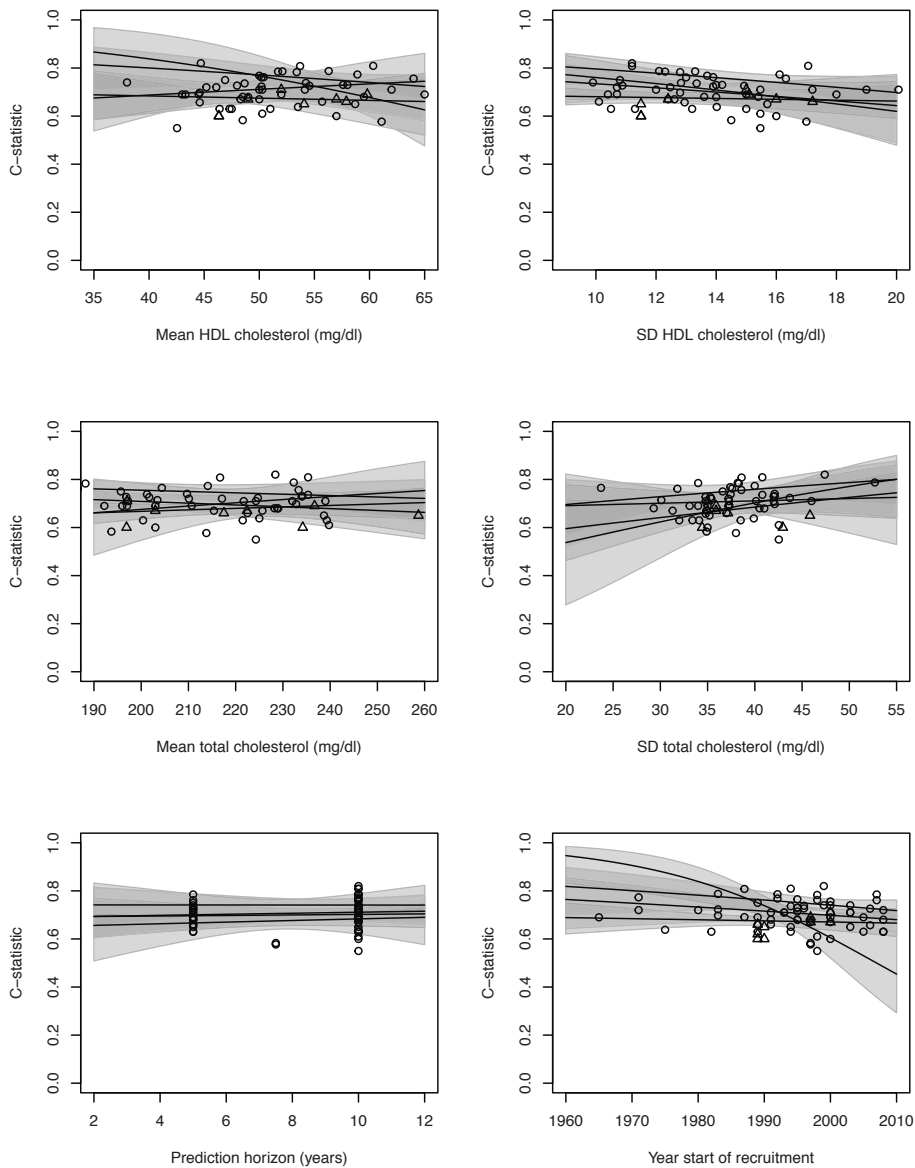 1.0
0.8
0.6
0.4
0.2
0.0
C−statistic
35 40 45 50 55 60 65
Mean HDL cholesterol (mg/dl)
1.0
0.8
0.6
0.4
0.2
0.0
C−statistic
10 12 14 16 18 20
SD HDL cholesterol (mg/dl)
1.0
0.8
0.6
0.4
0.2
0.0
C−statistic
190 200 210 220 230 240 250 260
Mean total cholesterol (mg/dl)
1.0
0.8
0.6
0.4
0.2
0.0
C−statistic
20 25 30 35 40 45 50 55
SD total cholesterol (mg/dl)
1.0
0.8
0.6
0.4
0.2
0.0
C−statistic
2 4 6 8 10 12
Prediction horizon (years)
1.0
0.8
0.6
0.4
0.2
0.0
C−statistic
1960 1970 1980 1990 2000 2010
Year start of recruitment